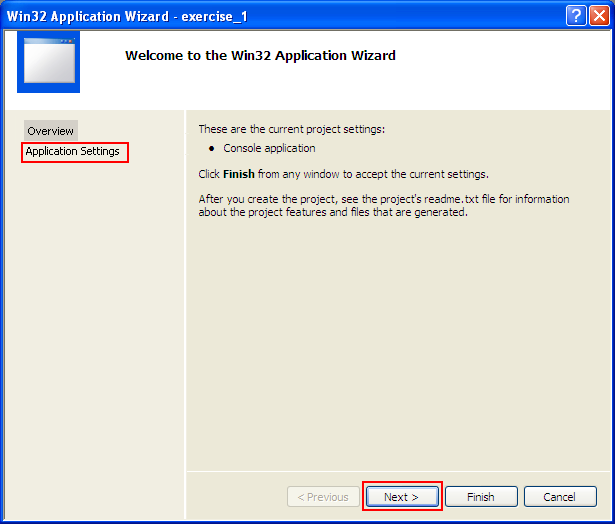 Win32 Application Wizard - exercise_1
Welcome to the Win32 Application Wizard
Overview
Application Settings
These are the current project settings:
• Console application
Click Finish from any window to accept the current settings.
After you create the project, see the project's readme.txt file for information
about the project features and files that are generated.
< Previous
Next >
Finish
Cancel